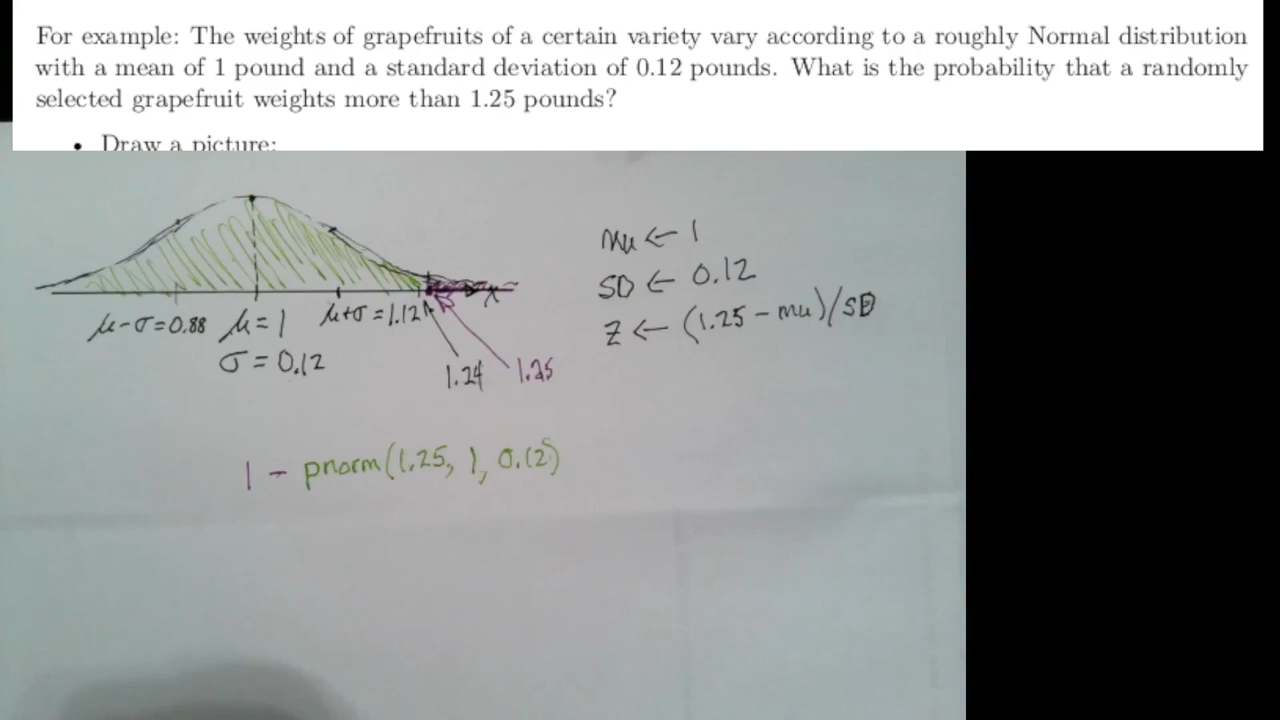 For example: The weights of grapefruits of a certain variety vary according to a roughly Normal distribution
with a mean of 1 pound and a standard deviation of 0.12 pounds. What is the probability that a randomly
selected grapefruit weights more than 1.25 pounds?
• Draw a picture:
μ-σ=0.88 μ=1 μ+σ=1.12 x
σ=0.12
1.24 1.25
mu ← 1
SD ← 0.12
z ← (1.25 - mu)/SD
1 - pnorm(1.25, 1, 0.12)